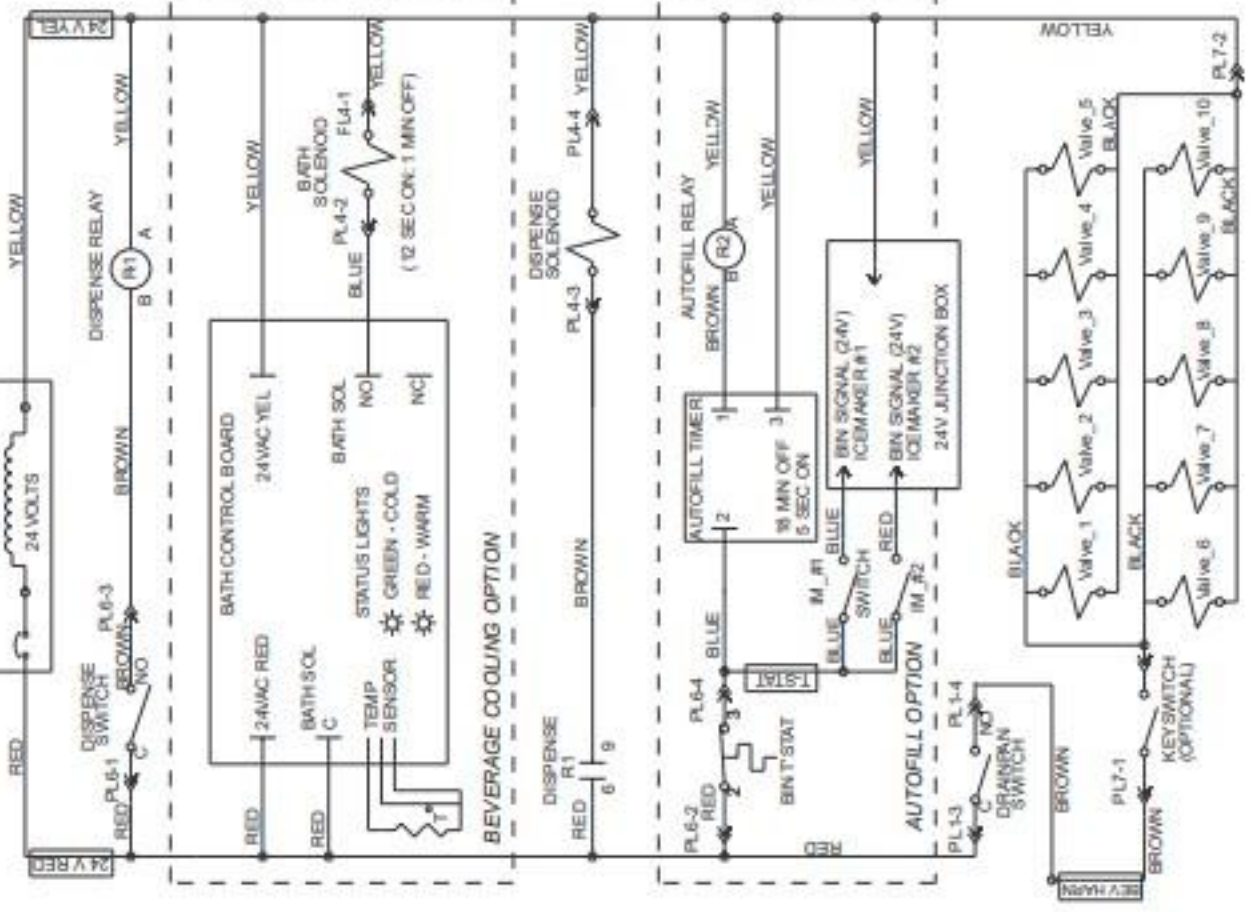 24 V YEL
YELLOW
24 VOLTS
RED
24 V RED
DISPENSE RELAY
YELLOW
A
R1
B
BROWN
PL6-3
BROWN
NO
DISPENSE
SWITCH
C
PL6-1
RED
BATH CONTROL BOARD
YELLOW
24VAC YEL
24VAC RED
RED
BATH
SOLENOID
FL4-1
YELLOW
PL4-2
BLUE
(12 SEC ON: 1 MIN OFF)
BATH SOL
NO
NC
STATUS LIGHTS
GREEN - COLD
RED - WARM
BATH SOL
C
RED
TEMP
SENSOR
T
BEVERAGE COOLING OPTION
DISPENSE
SOLENOID
YELLOW
PL4-4
PL4-3
BROWN
DISPENSE
R1
9
6
RED
AUTOFILL RELAY
YELLOW
A
R2
B
BROWN
AUTOFILL TIMER
1
2
3
YELLOW
18 MIN OFF
5 SEC ON
BLUE
PL6-4
3
2
RED
PL6-2
BIN T'STAT
T-STAT
YELLOW
BIN SIGNAL (24V)
ICEMAKER #1
BIN SIGNAL (24V)
ICEMAKER #2
24V JUNCTION BOX
BLUE
IM_#1
SWITCH
BLUE
RED
IM_#2
BLUE
AUTOFILL OPTION
RED
PL1-4
NO
DRAINPAN
SWITCH
C
PL1-3
YELLOW
PL7-2
BLACK
Valve_1
Valve_2
Valve_3
Valve_4
Valve_5
BLACK
BLACK
Valve_6
Valve_7
Valve_8
Valve_9
Valve_10
BLACK
BROWN
KEYSWITCH
(OPTIONAL)
PL7-1
BROWN
BEV HARN